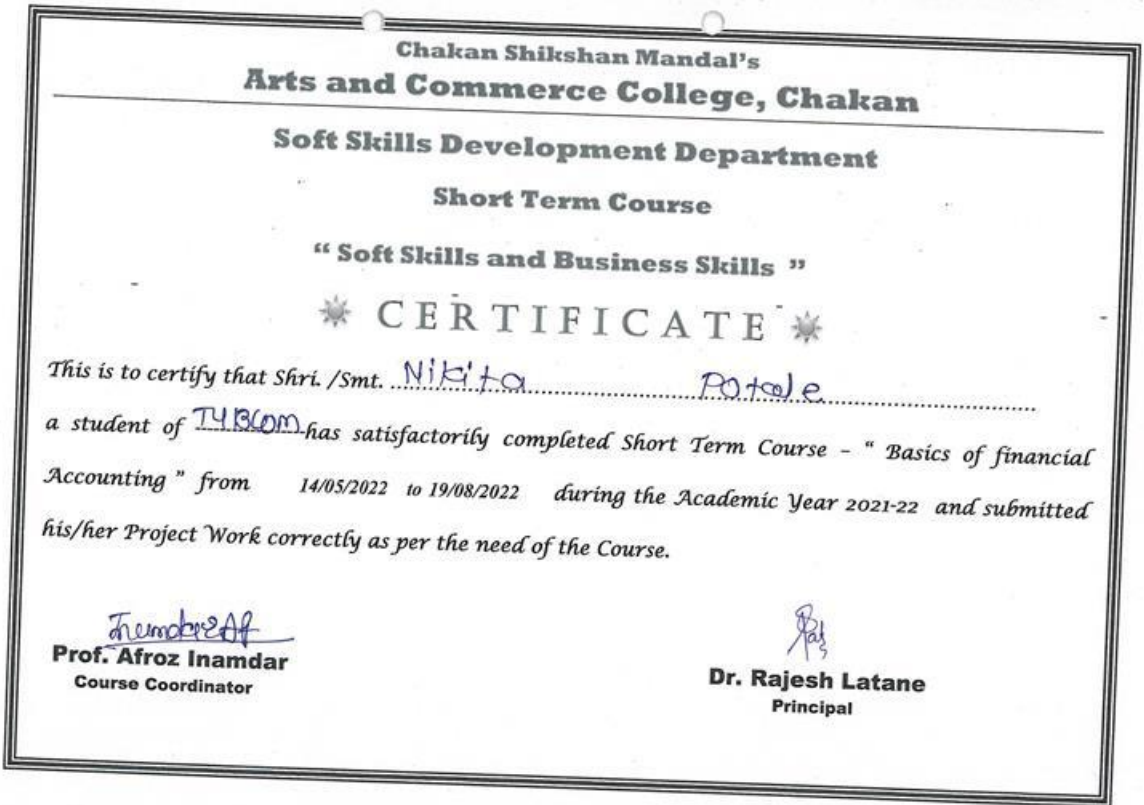 Chakan Shikshan Mandal's
Arts and Commerce College, Chakan
Soft Skills Development Department
Short Term Course
“ Soft Skills and Business Skills ”
CERTIFICATE
This is to certify that Shri. /Smt. Nikita Potale
a student of TYBCOM has satisfactorily completed Short Term Course – “ Basics of financial
Accounting ” from 14/05/2022 to 19/08/2022 during the Academic Year 2021-22 and submitted
his/her Project Work correctly as per the need of the Course.
Prof. Afroz Inamdar
Course Coordinator
Dr. Rajesh Latane
Principal